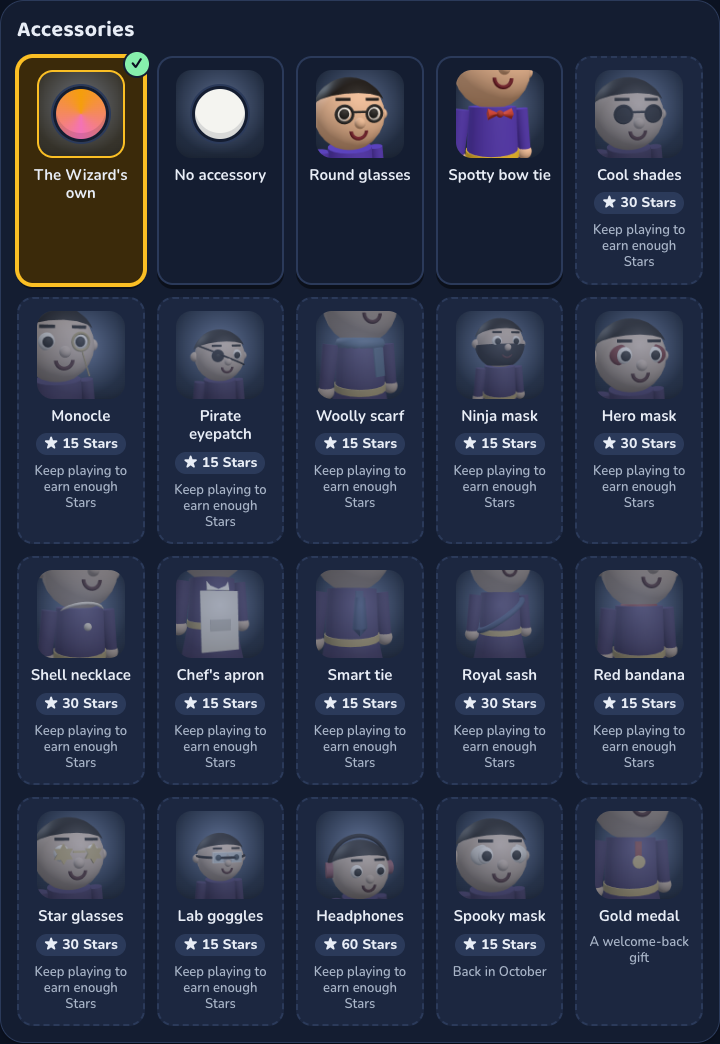 Accessories
The Wizard's
own
No accessory
Round glasses
Spotty bow tie
Cool shades
★ 30 Stars
Keep playing to
earn enough
Stars
Monocle
★ 15 Stars
Keep playing to
earn enough
Stars
Pirate
eyepatch
★ 15 Stars
Keep playing to
earn enough
Stars
Woolly scarf
★ 15 Stars
Keep playing to
earn enough
Stars
Ninja mask
★ 15 Stars
Keep playing to
earn enough
Stars
Hero mask
★ 30 Stars
Keep playing to
earn enough
Stars
Shell necklace
★ 30 Stars
Keep playing to
earn enough
Stars
Chef's apron
★ 15 Stars
Keep playing to
earn enough
Stars
Smart tie
★ 15 Stars
Keep playing to
earn enough
Stars
Royal sash
★ 30 Stars
Keep playing to
earn enough
Stars
Red bandana
★ 15 Stars
Keep playing to
earn enough
Stars
Star glasses
★ 30 Stars
Keep playing to
earn enough
Stars
Lab goggles
★ 15 Stars
Keep playing to
earn enough
Stars
Headphones
★ 60 Stars
Keep playing to
earn enough
Stars
Spooky mask
★ 15 Stars
Back in October
Gold medal
A welcome-back
gift